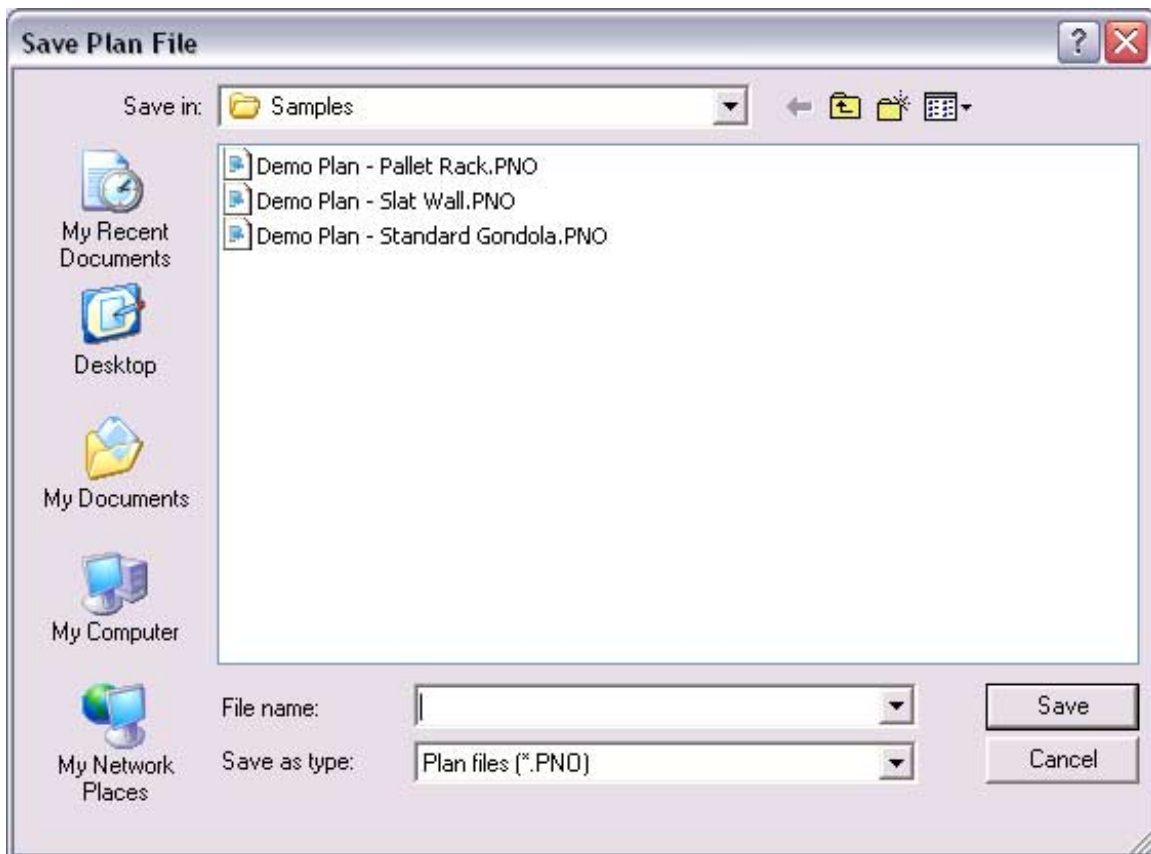 Save Plan File
?
Save in:
Samples
Demo Plan - Pallet Rack.PNO
Demo Plan - Slat Wall.PNO
Demo Plan - Standard Gondola.PNO
My Recent
Documents
Desktop
My Documents
My Computer
My Network
Places
File name:
Save
Save as type:
Plan files (*.PNO)
Cancel